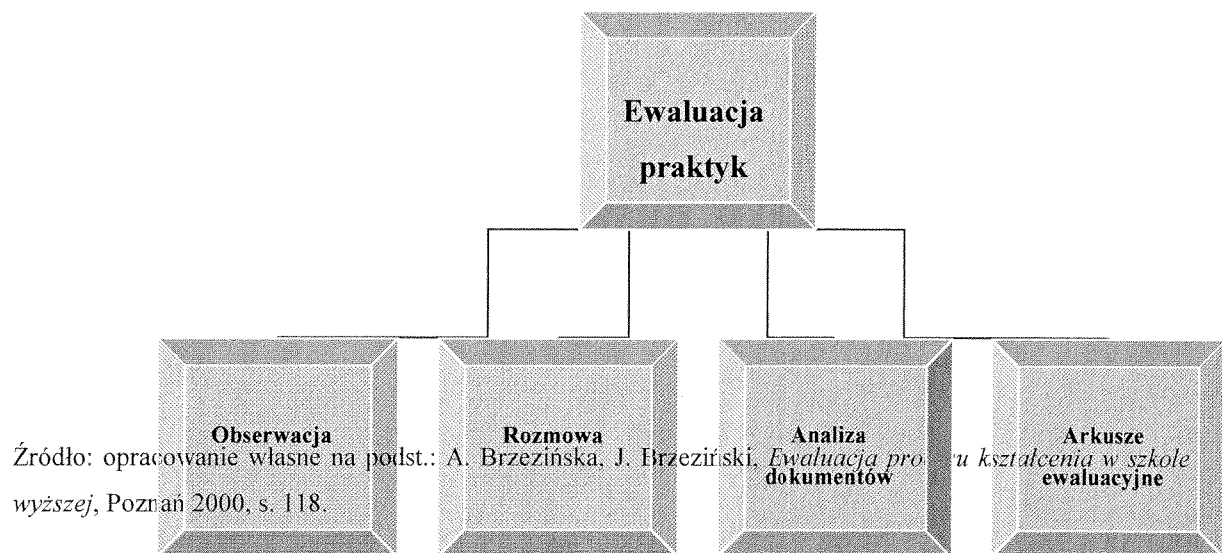 Ewaluacja
praktyk
Obserwacja
Rozmowa
Analiza
dokumentów
Arkusze
ewaluacyjne
Źródło: opracowanie własne na podst.: A. Brzezińska, J. Brzeziński, Ewaluacja kształcenia w szkole
wyższej, Poznań 2000, s. 118.